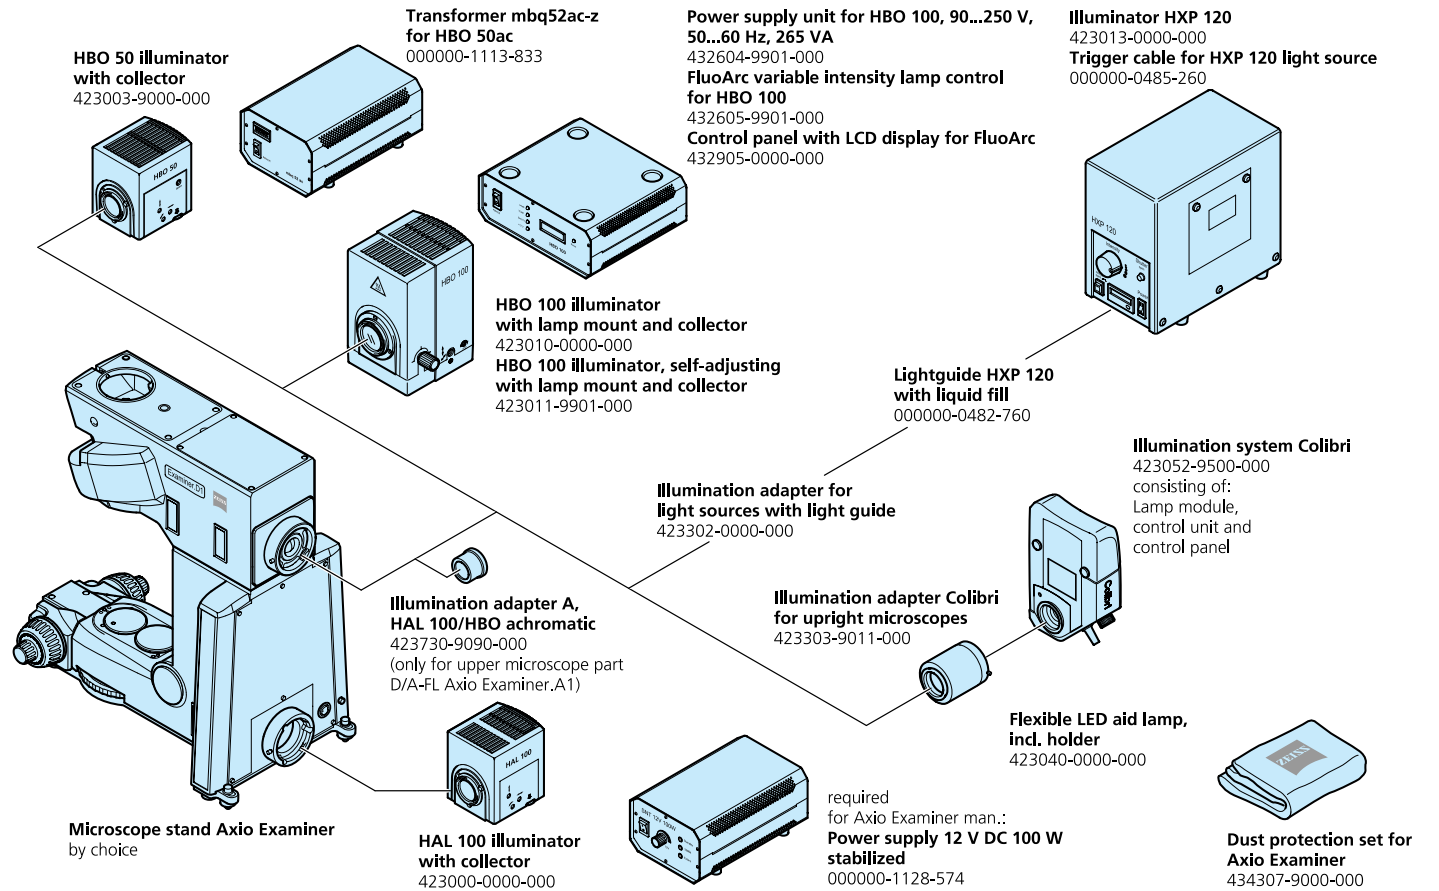 Transformer mbq52ac-z
for HBO 50ac
000000-1113-833
Power supply unit for HBO 100, 90...250 V,
50...60 Hz, 265 VA
432604-9901-000
FluoArc variable intensity lamp control
for HBO 100
432605-9901-000
Control panel with LCD display for FluoArc
432905-0000-000
Illuminator HXP 120
423013-0000-000
Trigger cable for HXP 120 light source
000000-0485-260
HBO 50 illuminator
with collector
423003-9000-000
HBO 50
mbq 52 ac
HBO 100
HBO 100
HXP 120
HBO 100 illuminator
with lamp mount and collector
423010-0000-000
HBO 100 illuminator, self-adjusting
with lamp mount and collector
423011-9901-000
Lightguide HXP 120
with liquid fill
000000-0482-760
Illumination system Colibri
423052-9500-000
consisting of:
Lamp module,
control unit and
control panel
Colibri
Examiner.D1
ZEISS
Illumination adapter for
light sources with light guide
423302-0000-000
Illumination adapter A,
HAL 100/HBO achromatic
423730-9090-000
(only for upper microscope part
D/A-FL Axio Examiner.A1)
Illumination adapter Colibri
for upright microscopes
423303-9011-000
Flexible LED aid lamp,
incl. holder
423040-0000-000
HAL 100
SNT 12V 100W
ZEISS
Microscope stand Axio Examiner
by choice
HAL 100 illuminator
with collector
423000-0000-000
required
for Axio Examiner man.:
Power supply 12 V DC 100 W
stabilized
000000-1128-574
Dust protection set for
Axio Examiner
434307-9000-000